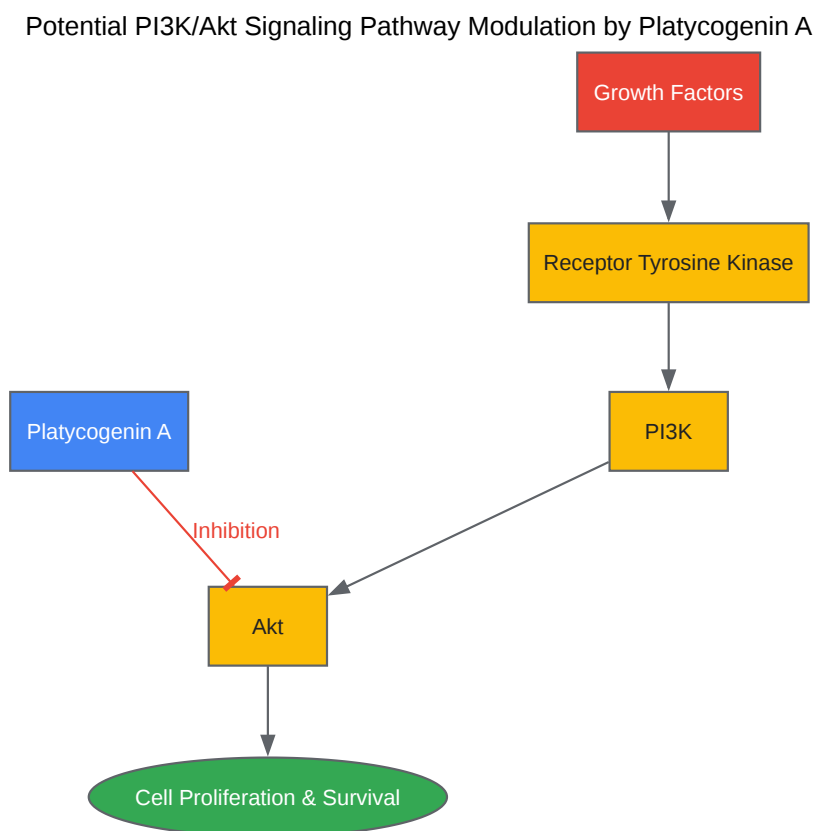 Potential PI3K/Akt Signaling Pathway Modulation by Platycogenin A
Growth Factors
Receptor Tyrosine Kinase
Platycogenin A
PI3K
Inhibition
Akt
Cell Proliferation & Survival